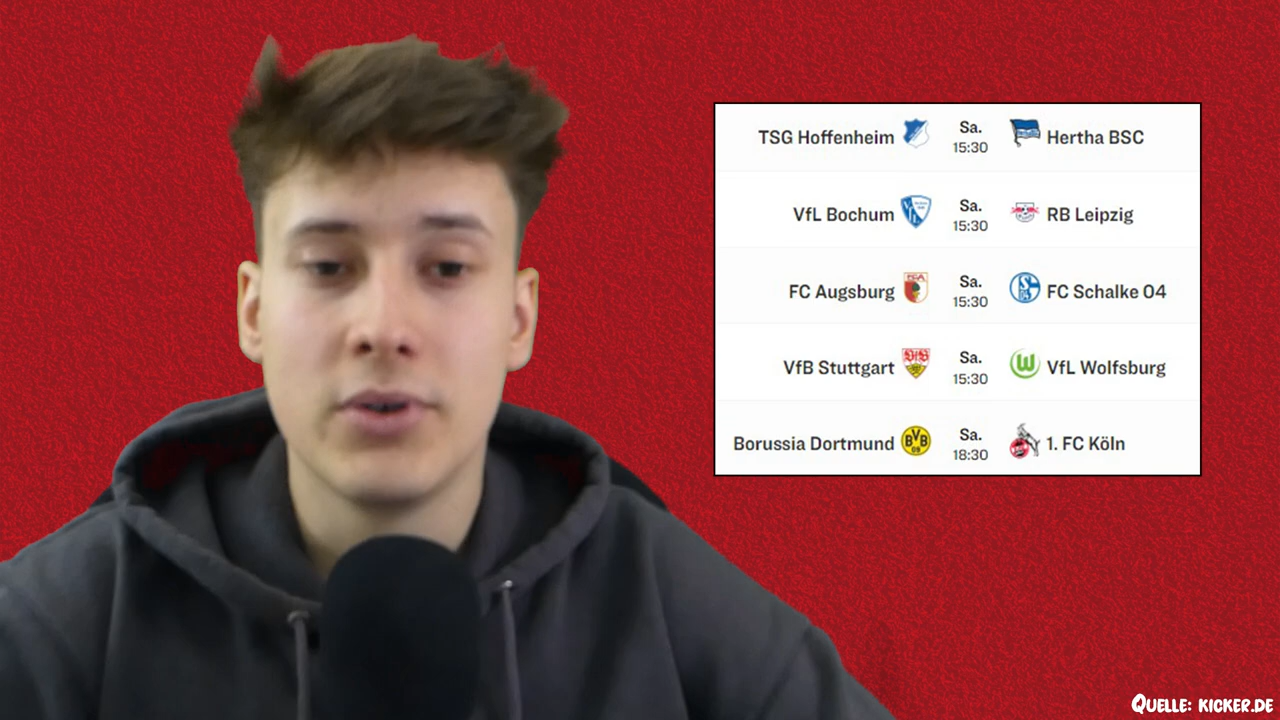 TSG Hoffenheim Sa. 15:30 Hertha BSC
VfL Bochum Sa. 15:30 RB Leipzig
FC Augsburg Sa. 15:30 FC Schalke 04
VfB Stuttgart Sa. 15:30 VfL Wolfsburg
Borussia Dortmund BVB 09 Sa. 18:30 1. FC Köln
Quelle: kicker.de